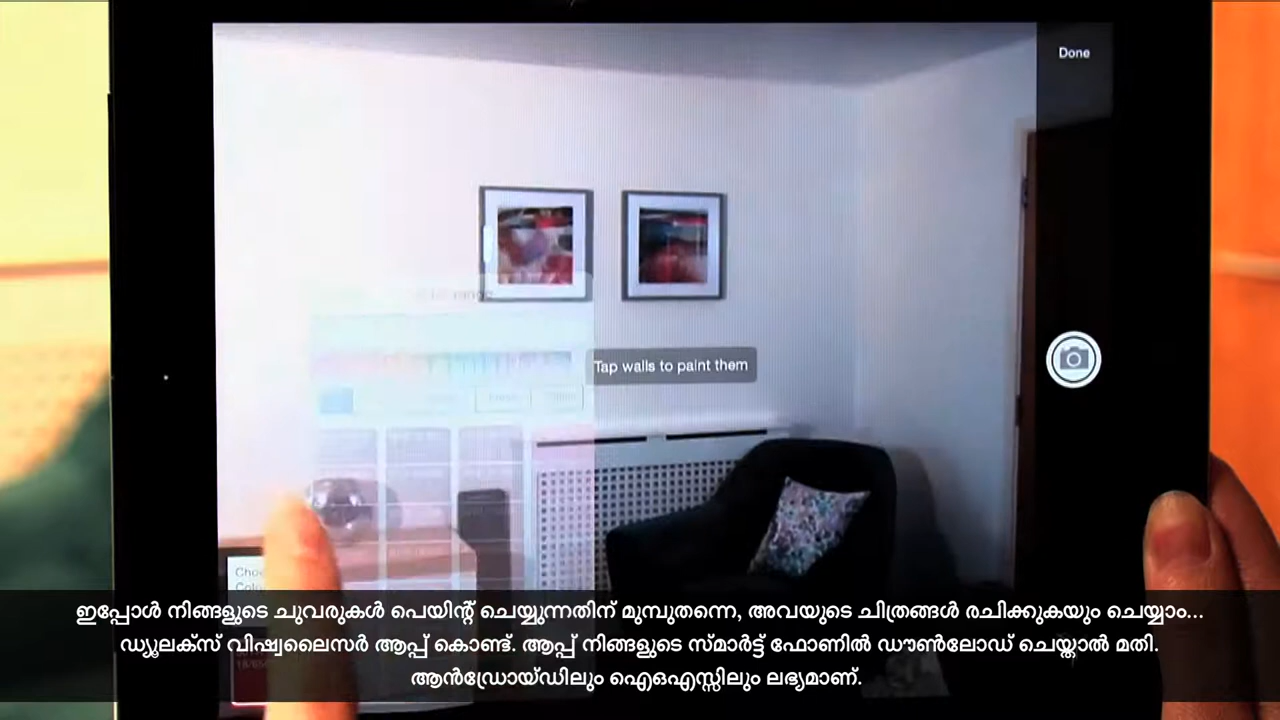 Done
Tap walls to paint them
ഇപ്പോൾ നിങ്ങളുടെ ചുവരുകൾ പെയിന്റ് ചെയ്യുന്നതിന് മുമ്പുതന്നെ, അവയുടെ ചിത്രങ്ങൾ രചിക്കുകയും ചെയ്യാം...
ഡ്യൂലക്സ് വിഷ്വലൈസർ ആപ്പ് കൊണ്ട്. ആപ്പ് നിങ്ങളുടെ സ്മാർട്ട് ഫോണിൽ ഡൗൺലോഡ് ചെയ്താൽ മതി.
ആൻഡ്രോയ്ഡിലും ഐഒഎസ്സിലും ലഭ്യമാണ്.